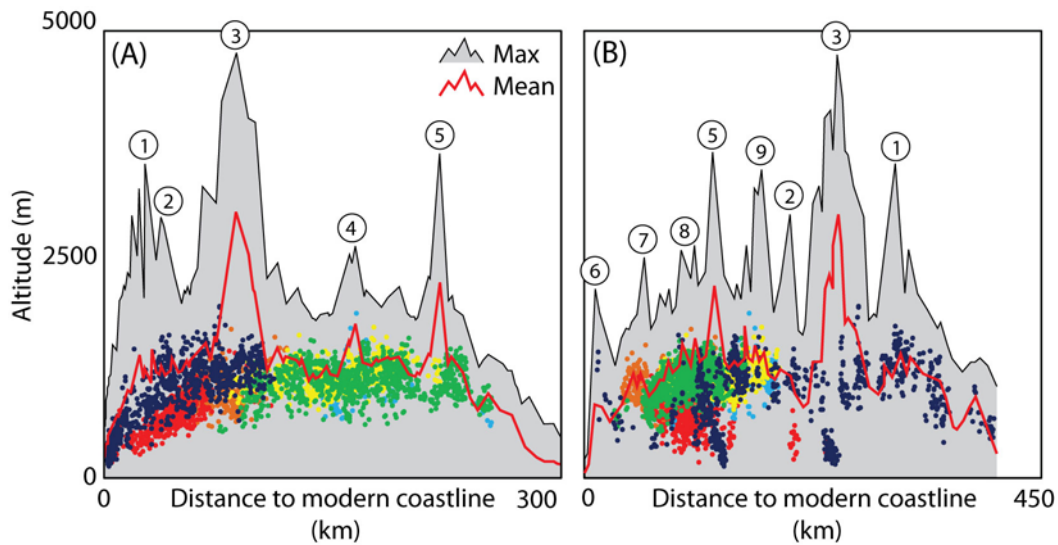 5000
(A)
3
Max
Mean
1
2
5
4
2500
Altitude (m)
0
0
Distance to modern coastline
(km)
300
(B)
3
5
9
1
2
7
8
6
0
Distance to modern coastline
(km)
450